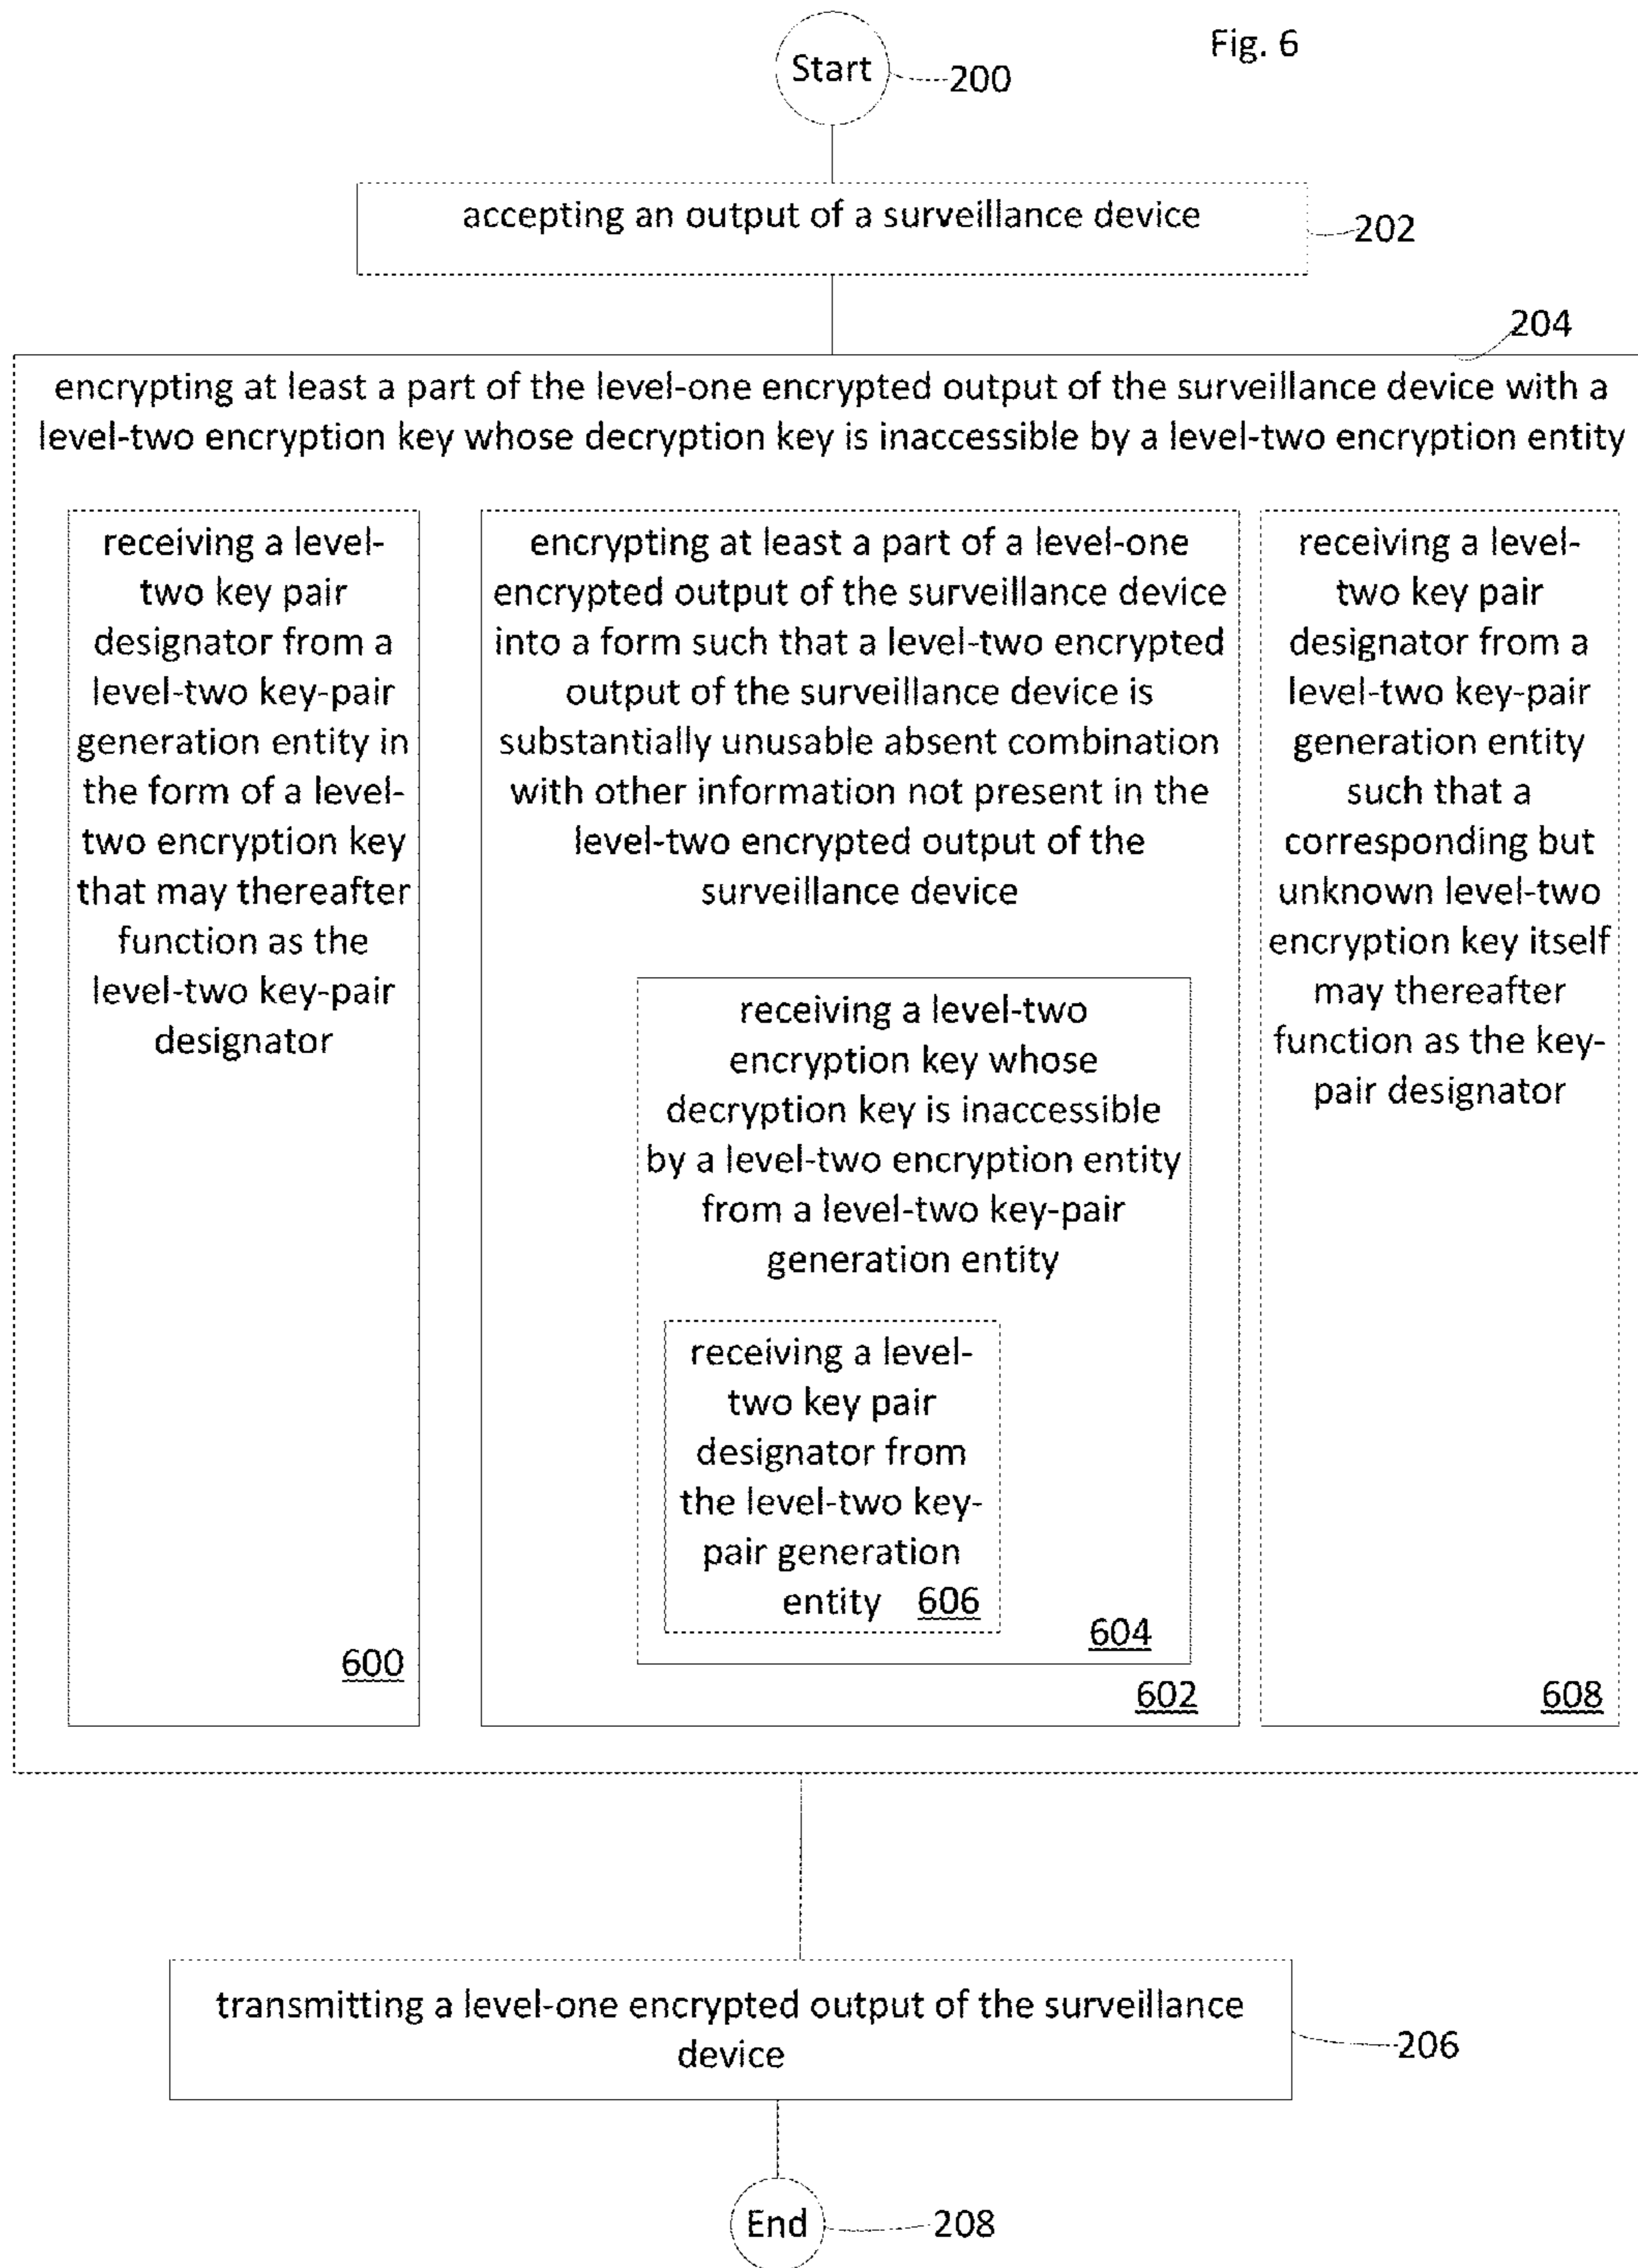 Fig. 6
Start
200
accepting an output of a surveillance device
202
204
encrypting at least a part of the level-one encrypted output of the surveillance device with a
level-two encryption key whose decryption key is inaccessible by a level-two encryption entity
receiving a level-
two key pair
designator from a
level-two key-pair
generation entity in
the form of a level-
two encryption key
that may thereafter
function as the
level-two key-pair
designator
600
encrypting at least a part of a level-one
encrypted output of the surveillance device
into a form such that a level-two encrypted
output of the surveillance device is
substantially unusable absent combination
with other information not present in the
level-two encrypted output of the
surveillance device
receiving a level-two
encryption key whose
decryption key is inaccessible
by a level-two encryption entity
from a level-two key-pair
generation entity
receiving a level-
two key pair
designator from
the level-two key-
pair generation
entity 606
604
602
receiving a level-
two key pair
designator from a
level-two key-pair
generation entity
such that a
corresponding but
unknown level-two
encryption key itself
may thereafter
function as the key-
pair designator
608
transmitting a level-one encrypted output of the surveillance
device
206
End
208